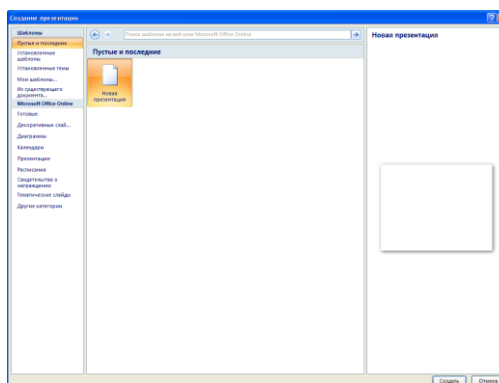 Создание презентации
Шаблоны
Пустые и последние
Установленные
шаблоны
Установленные темы
Мои шаблоны...
Из существующего
документа...
Microsoft Office Online
Готовые
Декоративные слай...
Диаграммы
Календари
Презентации
Расписания
Свидетельства о
награждении
Тематические слайды
Другие категории
Поиск шаблона на веб-узле Microsoft Office Online
Пустые и последние
Новая
презентация
Новая презентация
Создать
Отмена